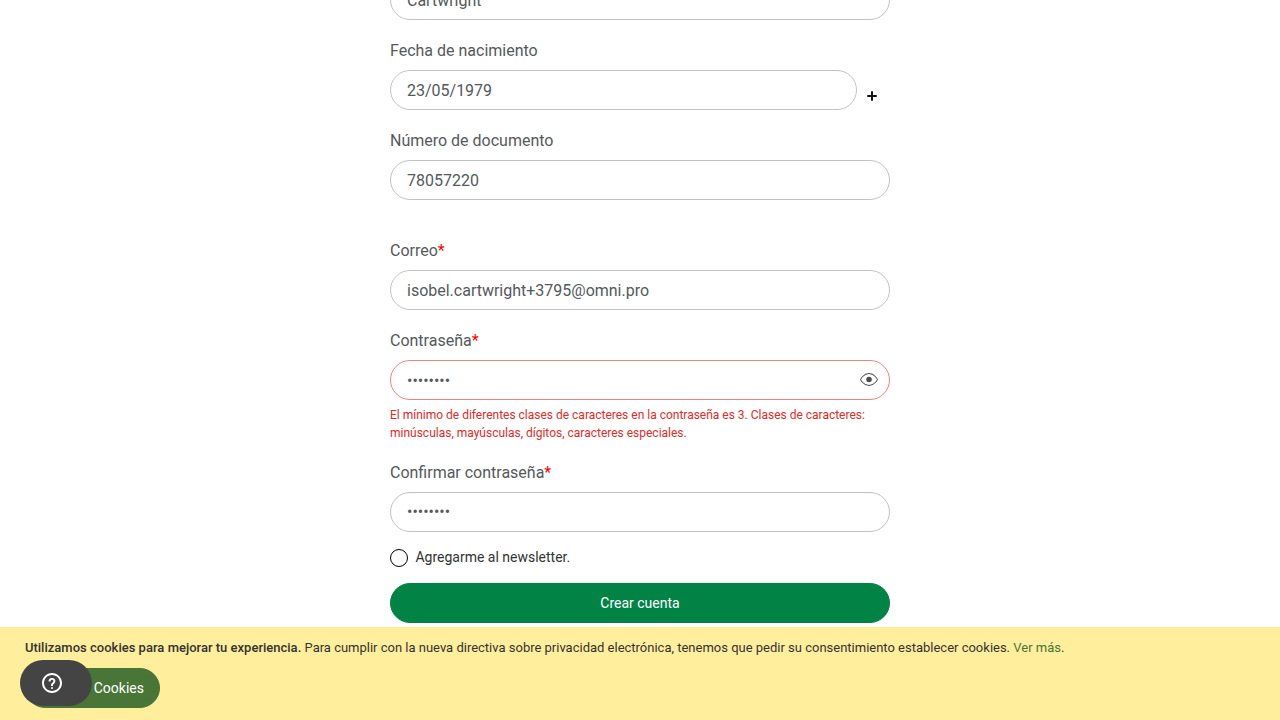 Cartwright
Fecha de nacimiento
23/05/1979
+
Número de documento
78057220
Correo*
isobel.cartwright+3795@omni.pro
Contraseña*
••••••••
El mínimo de diferentes clases de caracteres en la contraseña es 3. Clases de caracteres:
minúsculas, mayúsculas, dígitos, caracteres especiales.
Confirmar contraseña*
••••••••
Agregarme al newsletter.
Crear cuenta
Utilizamos cookies para mejorar tu experiencia. Para cumplir con la nueva directiva sobre privacidad electrónica, tenemos que pedir su consentimiento establecer cookies. Ver más.
Cookies